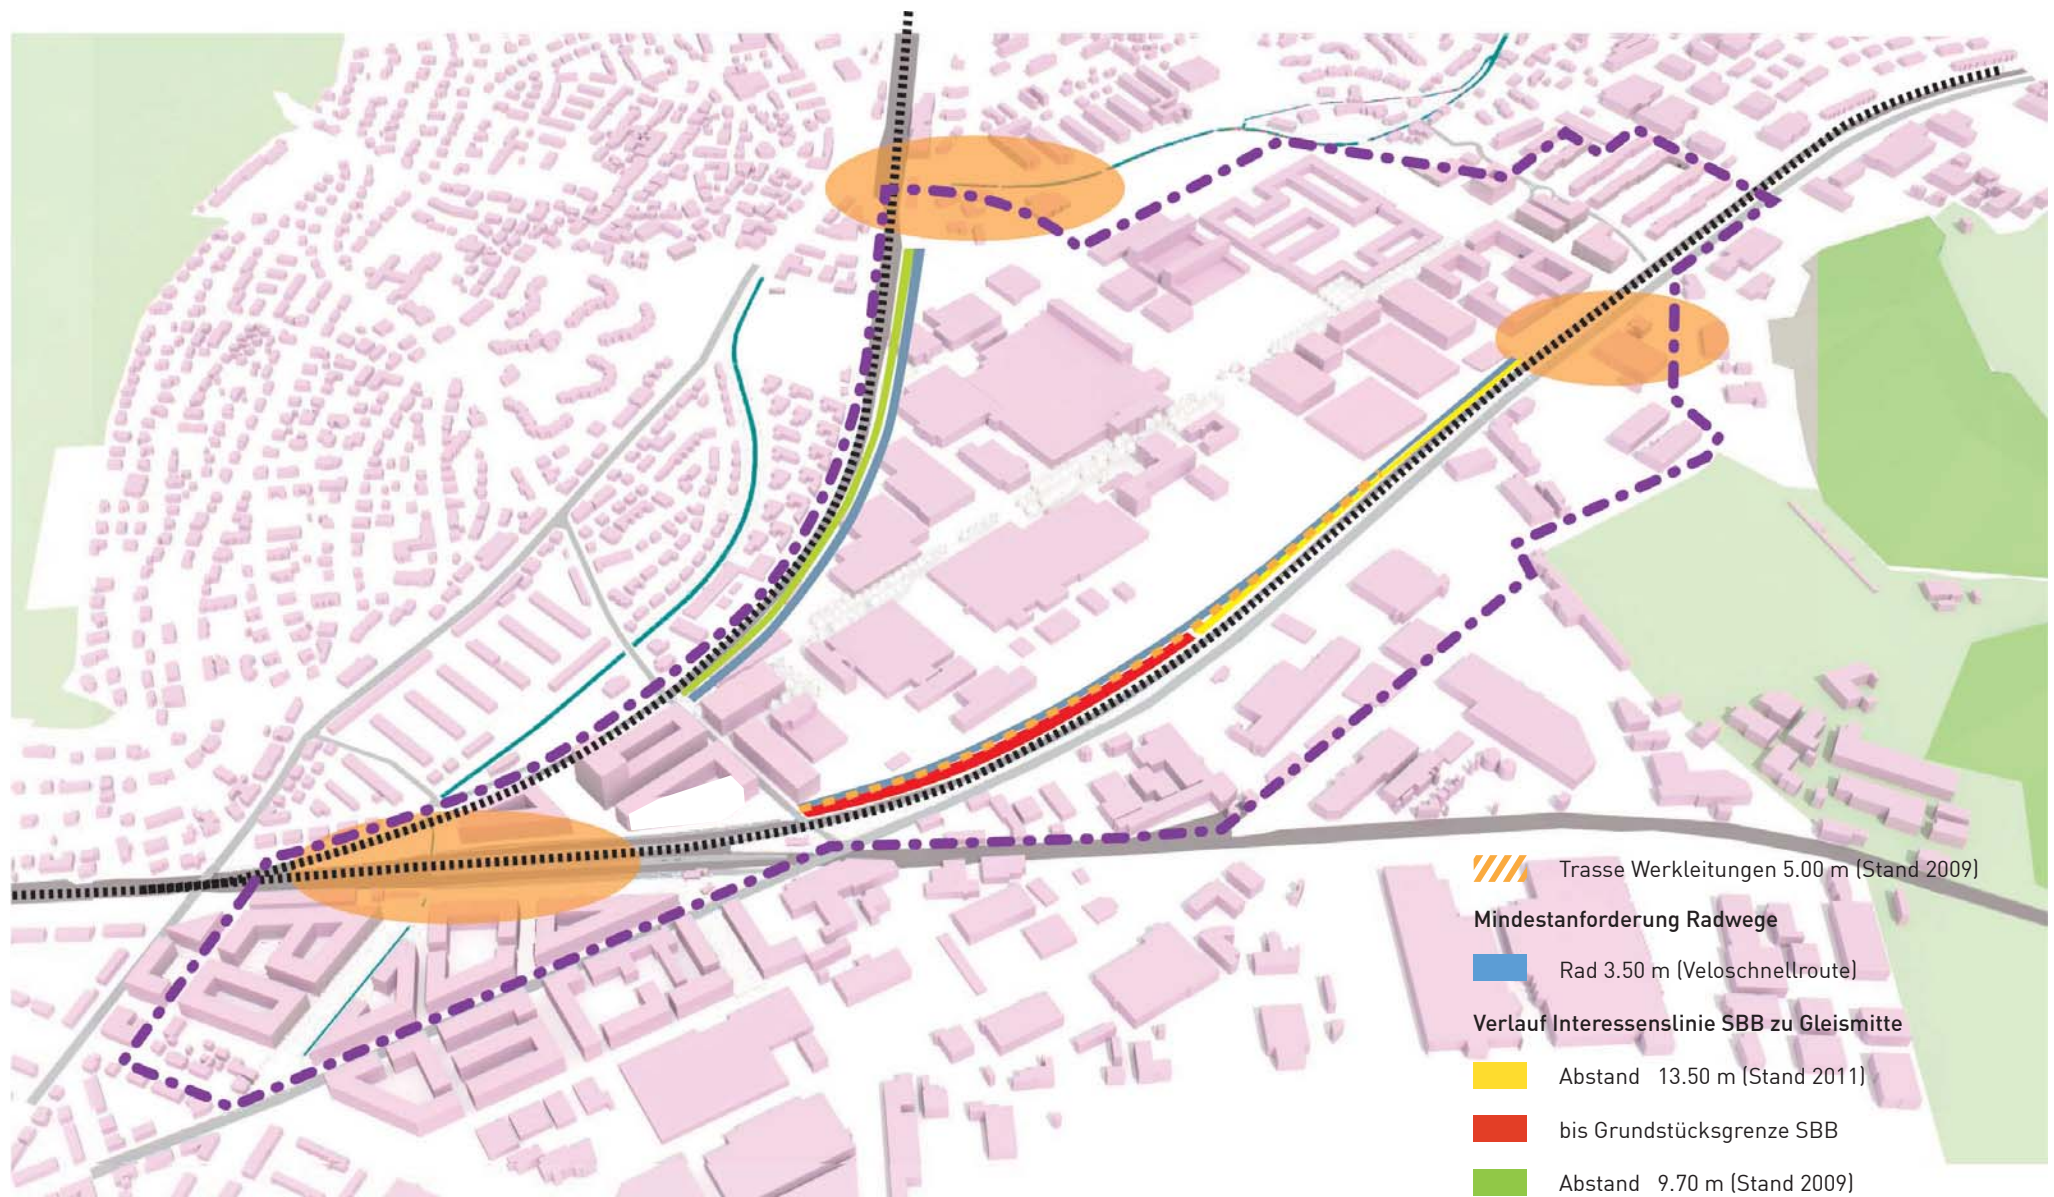 Trasse Werkleitungen 5.00 m (Stand 2009)
Mindestanforderung Radwege
Rad 3.50 m (Veloschnellroute)
Verlauf Interessenslinie SBB zu Gleismitte
Abstand 13.50 m (Stand 2011)
bis Grundstücksgrenze SBB
Abstand 9.70 m (Stand 2009)